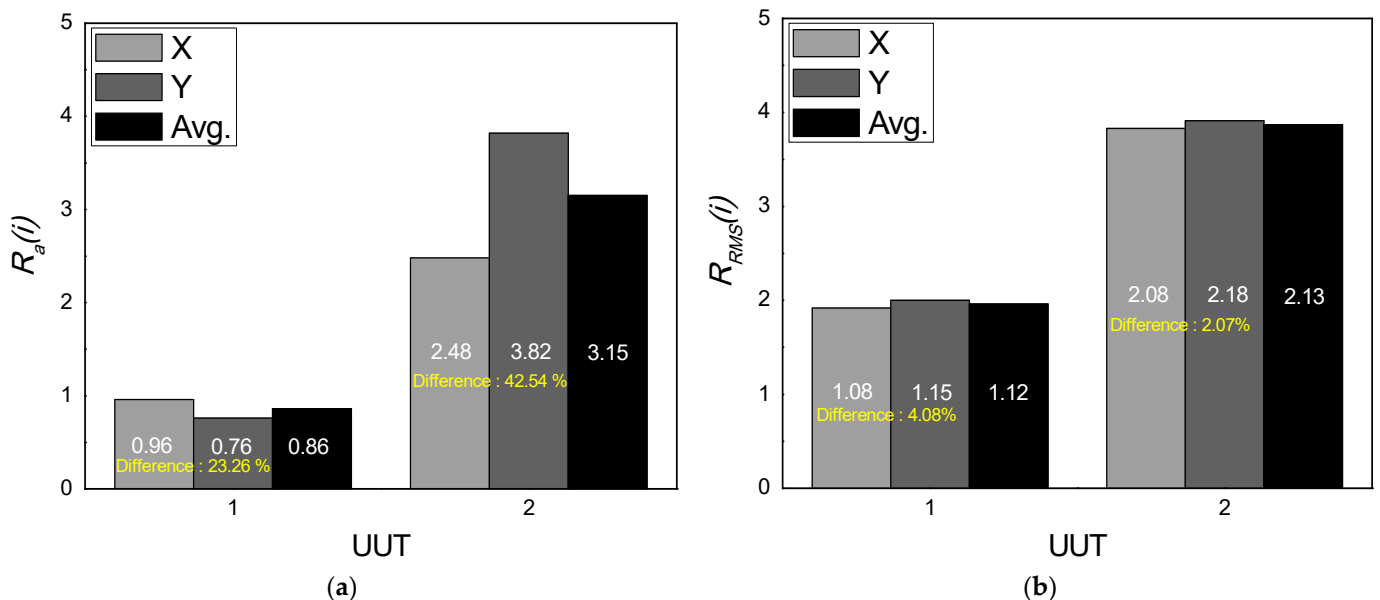 5
4
3
2
1
0
R_a(i)
X
Y
Avg.
0.96
0.76
0.86
Difference : 23.26 %
2.48
3.82
3.15
Difference : 42.54 %
1
2
UUT
(a)
5
4
3
2
1
0
R_RMS(i)
X
Y
Avg.
1.08
1.15
1.12
Difference : 4.08%
2.08
2.18
2.13
Difference : 2.07%
1
2
UUT
(b)